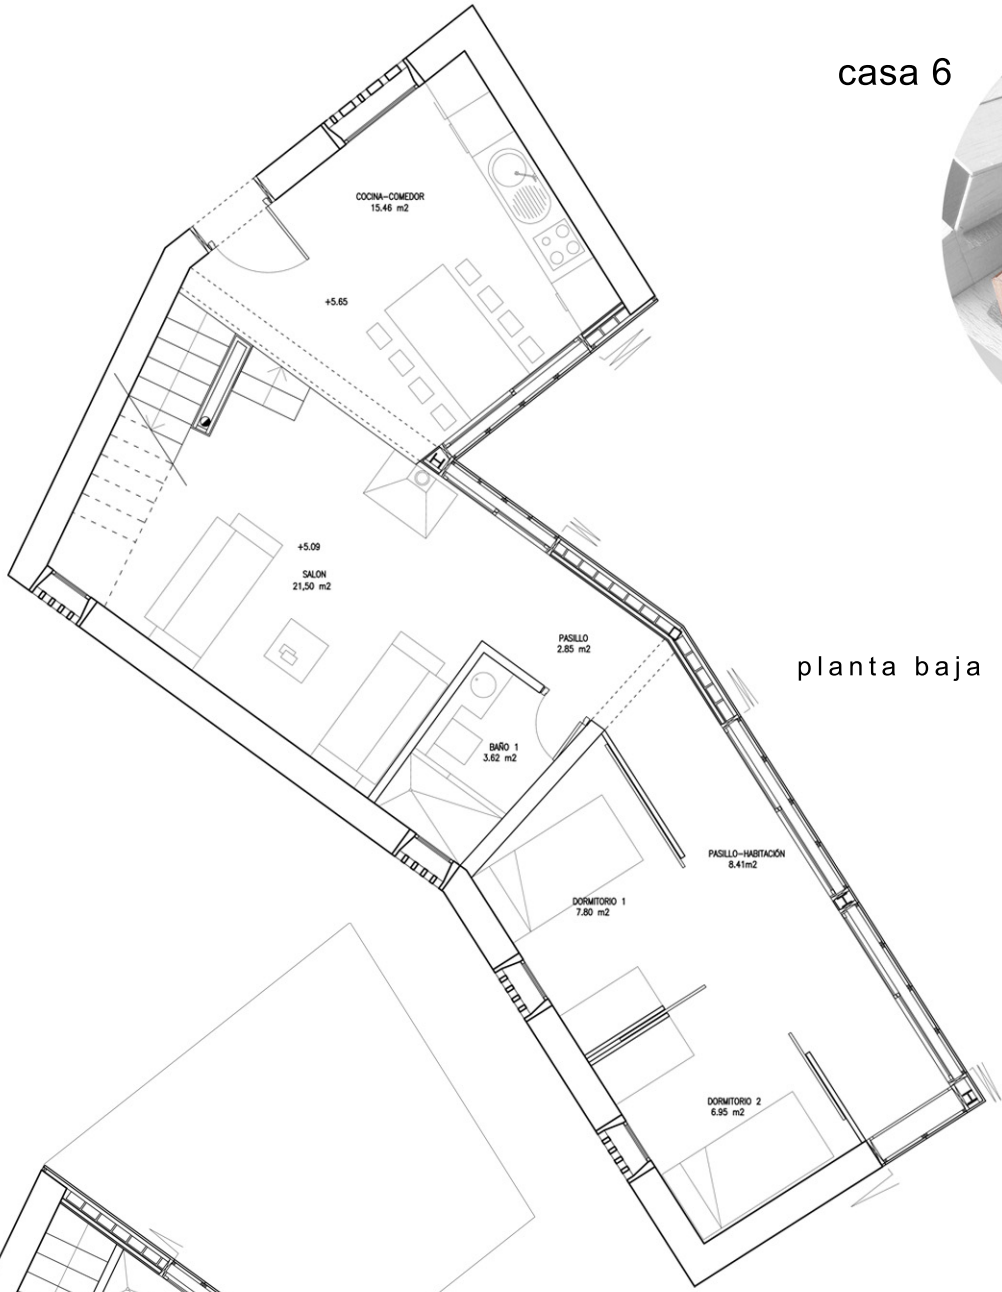 casa 6
COCINA-COMEDOR
15.46 m2
+5.65
+5.09
SALON
21,50 m2
PASILLO
2.85 m2
planta baja
BAÑO 1
3.62 m2
PASILLO-HABITACIÓN
8.41m2
DORMITORIO 1
7.80 m2
DORMITORIO 2
6.95 m2